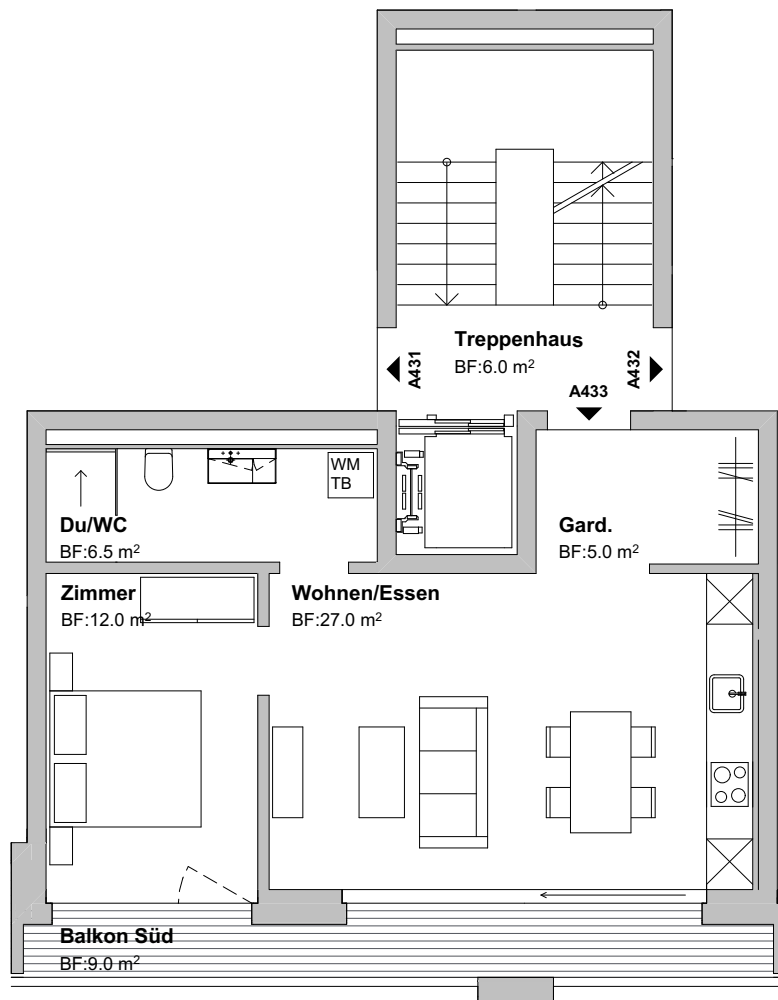 Treppenhaus
BF:6.0 m²
A431
A432
A433
WM
TB
Du/WC
BF:6.5 m²
Gard.
BF:5.0 m²
Zimmer
BF:12.0 m²
Wohnen/Essen
BF:27.0 m²
Balkon Süd
BF:9.0 m²